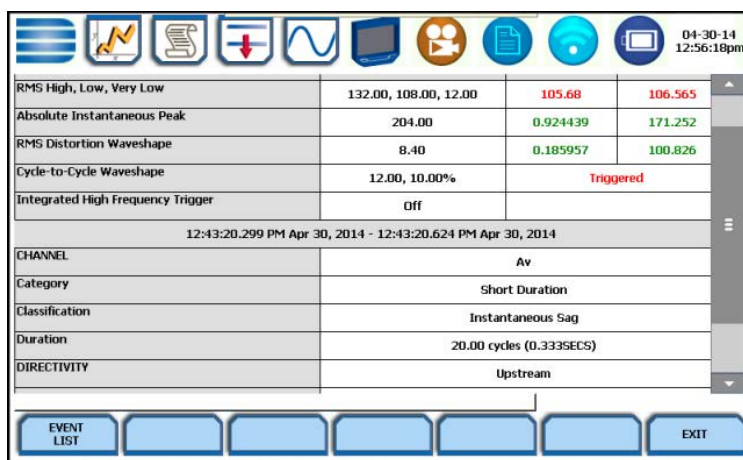 04-30-14
12:56:18pm
RMS High, Low, Very Low 132.00, 108.00, 12.00 105.68 106.565
Absolute Instantaneous Peak 204.00 0.924439 171.252
RMS Distortion Waveshape 8.40 0.185957 100.826
Cycle-to-Cycle Waveshape 12.00, 10.00% Triggered
Integrated High Frequency Trigger Off
12:43:20.299 PM Apr 30, 2014 - 12:43:20.624 PM Apr 30, 2014
CHANNEL Av
Category Short Duration
Classification Instantaneous Sag
Duration 20.00 cycles (0.333SECS)
DIRECTIVITY Upstream
EVENT
LIST
EXIT